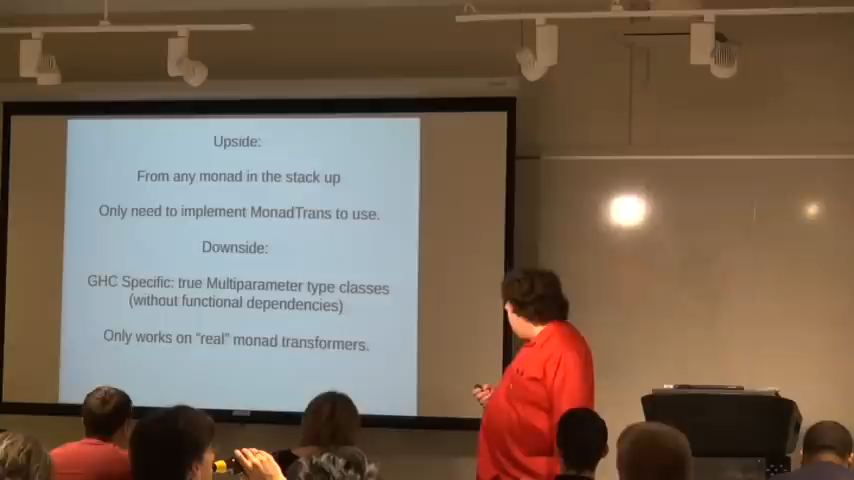 Upside:
From any monad in the stack up
Only need to implement MonadTrans to use.
Downside:
GHC Specific: true Multiparameter type classes
(without functional dependencies)
Only works on “real” monad transformers.